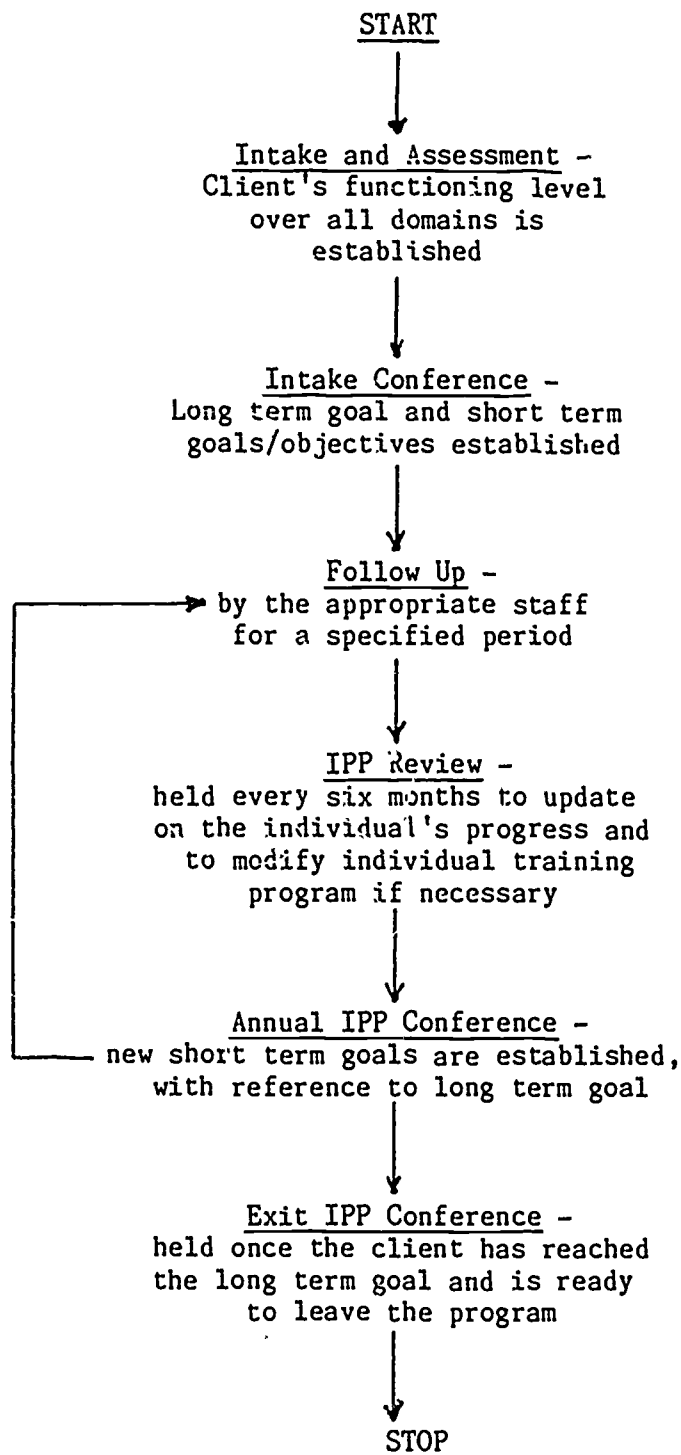 START
Intake and Assessment -
Client's functioning level
over all domains is
established
Intake Conference -
Long term goal and short term
goals/objectives established
Follow Up -
by the appropriate staff
for a specified period
IPP Review -
held every six months to update
on the individual's progress and
to modify individual training
program if necessary
Annual IPP Conference -
new short term goals are established,
with reference to long term goal
Exit IPP Conference -
held once the client has reached
the long term goal and is ready
to leave the program
STOP